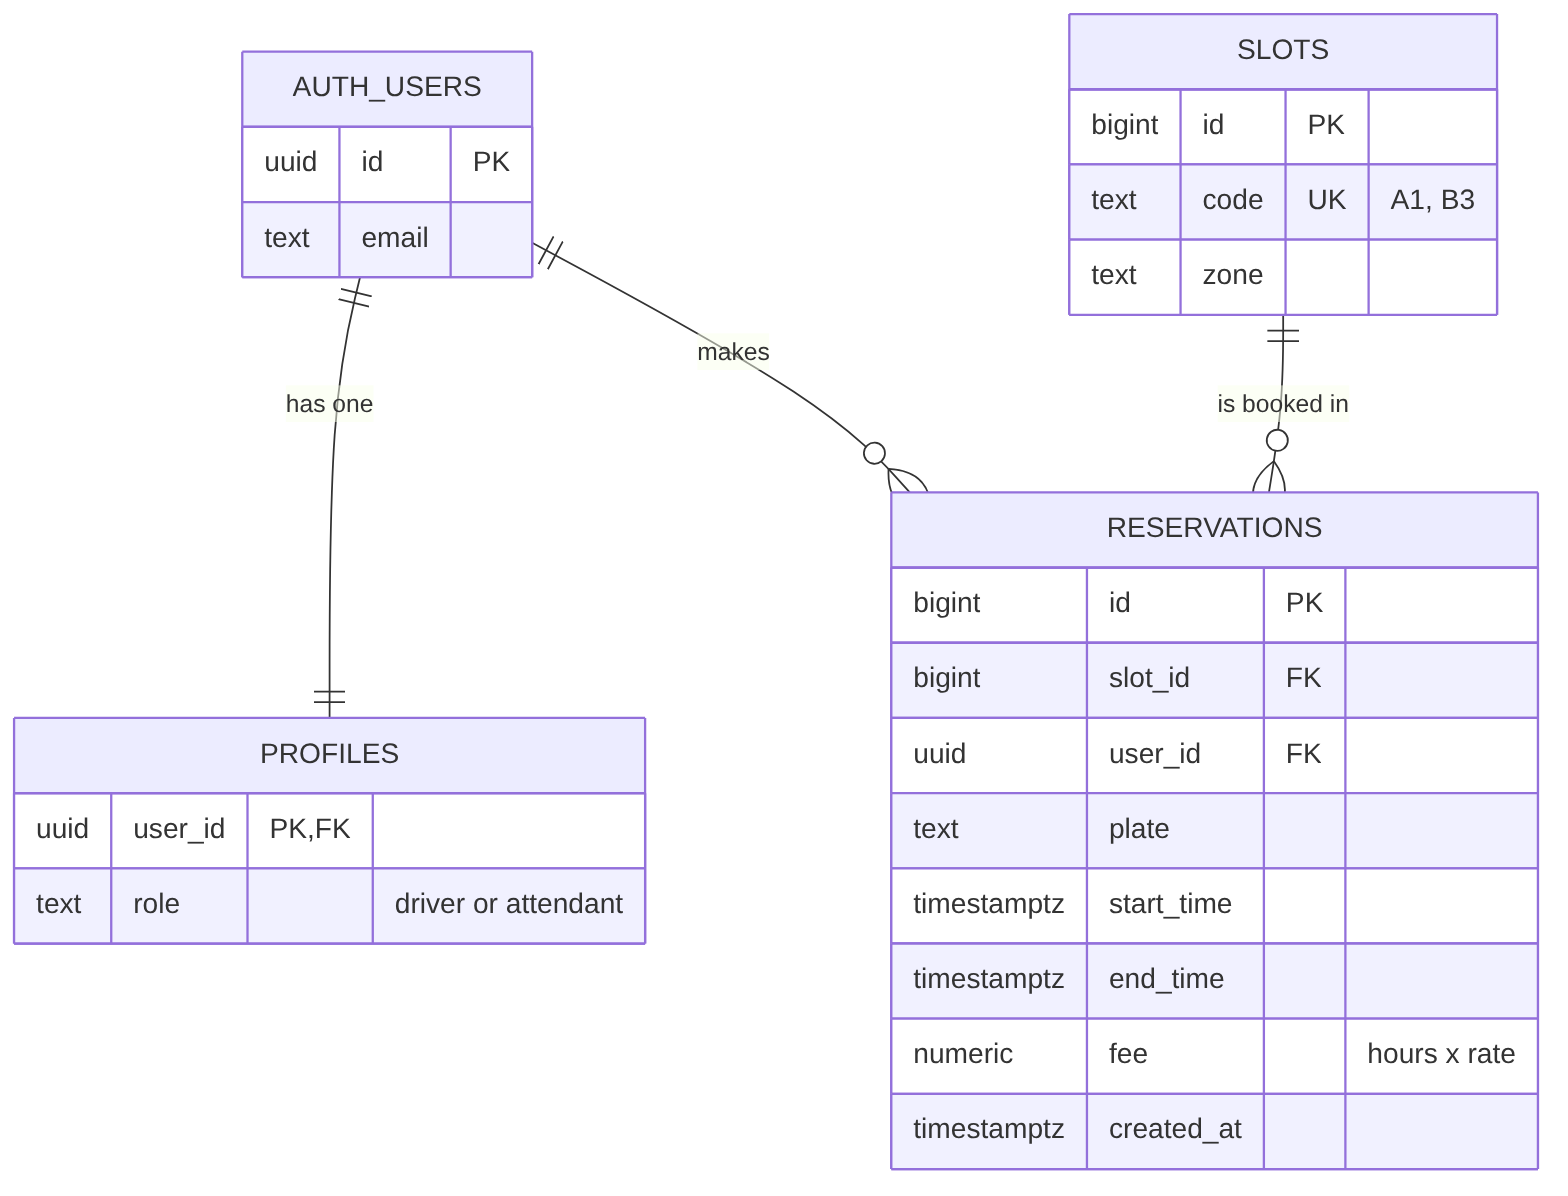 AUTH_USERS
uuid id PK
text email
SLOTS
bigint id PK
text code UK A1, B3
text zone
makes
has one
is booked in
PROFILES
uuid user_id PK,FK
text role driver or attendant
RESERVATIONS
bigint id PK
bigint slot_id FK
uuid user_id FK
text plate
timestamptz start_time
timestamptz end_time
numeric fee hours x rate
timestamptz created_at